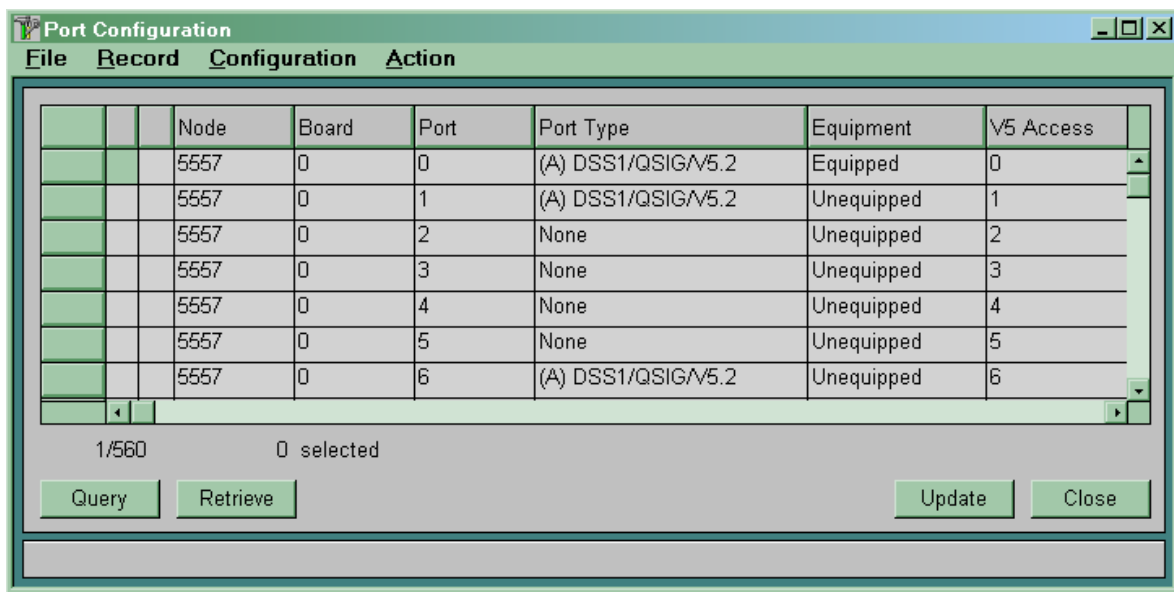 Port Configuration
File Record Configuration Action
Node Board Port Port Type Equipment V5 Access
5557 0 0 (A) DSS1/QSIG/V5.2 Equipped 0
5557 0 1 (A) DSS1/QSIG/V5.2 Unequipped 1
5557 0 2 None Unequipped 2
5557 0 3 None Unequipped 3
5557 0 4 None Unequipped 4
5557 0 5 None Unequipped 5
5557 0 6 (A) DSS1/QSIG/V5.2 Unequipped 6
1/560 0 selected
Query Retrieve Update Close